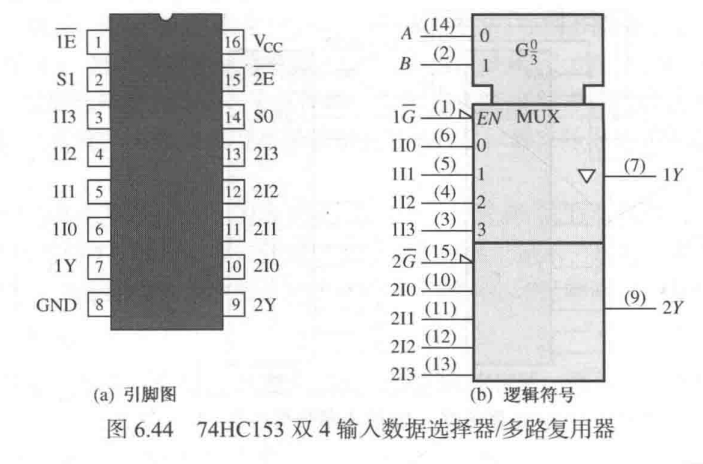 1E̅ 1 16 VCC
S1 2 15 2E̅
1I3 3 14 S0
1I2 4 13 2I3
1I1 5 12 2I2
1I0 6 11 2I1
1Y 7 10 2I0
GND 8 9 2Y
(a) 引脚图
A (14) 0
B (2) 1
G 0/3
1G̅ (1) EN MUX
1I0 (6) 0
1I1 (5) 1
1I2 (4) 2
1I3 (3) 3
(7) 1Y
2G̅ (15)
2I0 (10)
2I1 (11)
2I2 (12)
2I3 (13)
(9) 2Y
(b) 逻辑符号
图 6.44 74HC153 双 4 输入数据选择器/多路复用器